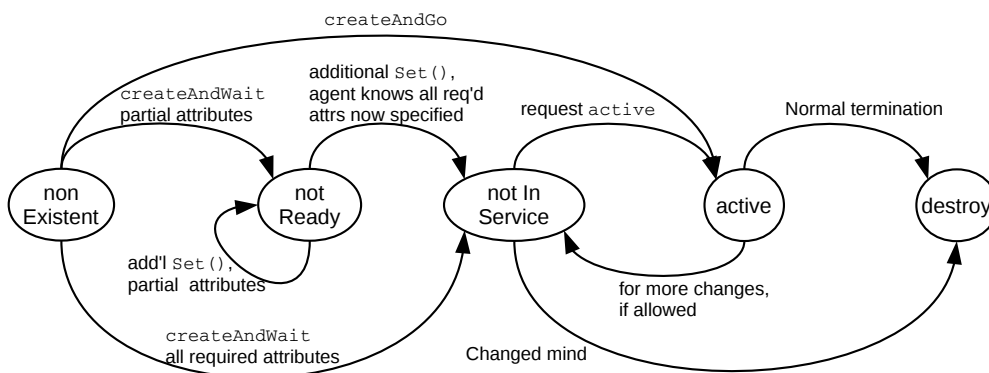 createAndGo
additional Set(),
agent knows all req'd
attrs now specified
createAndWait
partial attributes
request active
Normal termination
non
Existent
not
Ready
not In
Service
active
destroy
add'l Set(),
partial attributes
for more changes,
if allowed
createAndWait
all required attributes
Changed mind